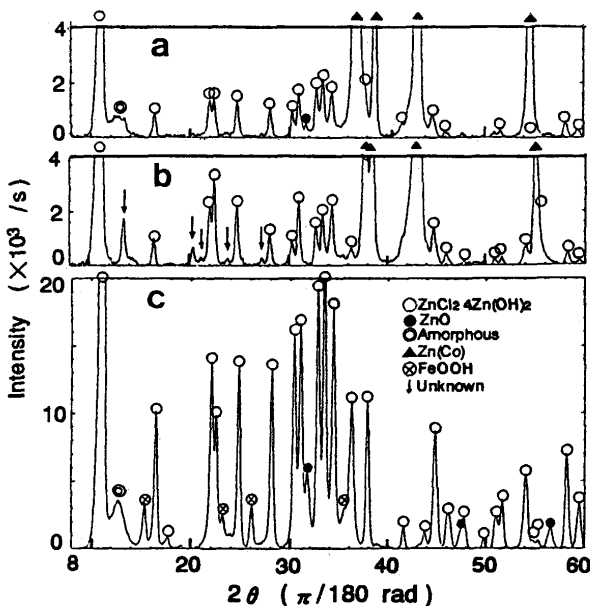 4
a
2
0
4
b
2
0
20
c
ZnCl₂ 4Zn(OH)₂
ZnO
Amorphous
Zn(Co)
FeOOH
Unknown
10
0
8 20 30 40 50 60
Intensity (×10³ /s)
2θ (π/180 rad)